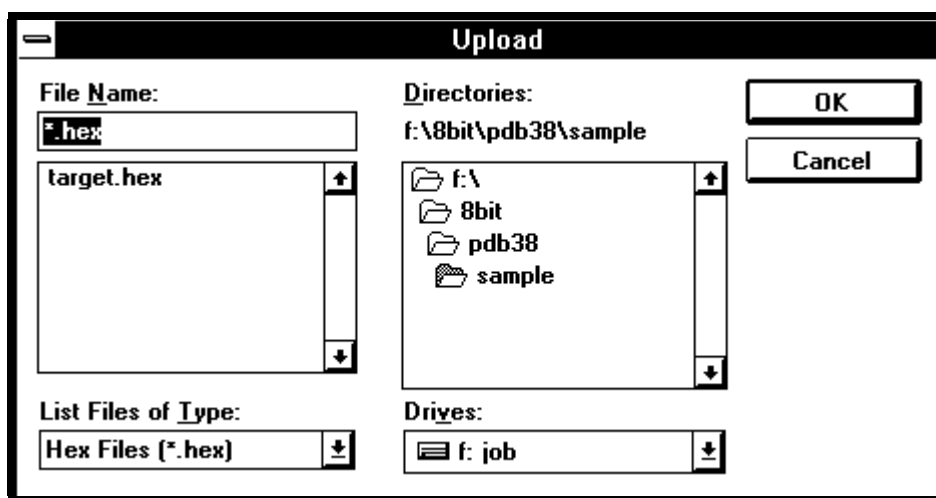 Upload
File Name:
*.hex
target.hex
List Files of Type:
Hex Files (*.hex)
Directories:
f:\8bit\pdb38\sample
f:\
8bit
pdb38
sample
Drives:
f: job
OK
Cancel